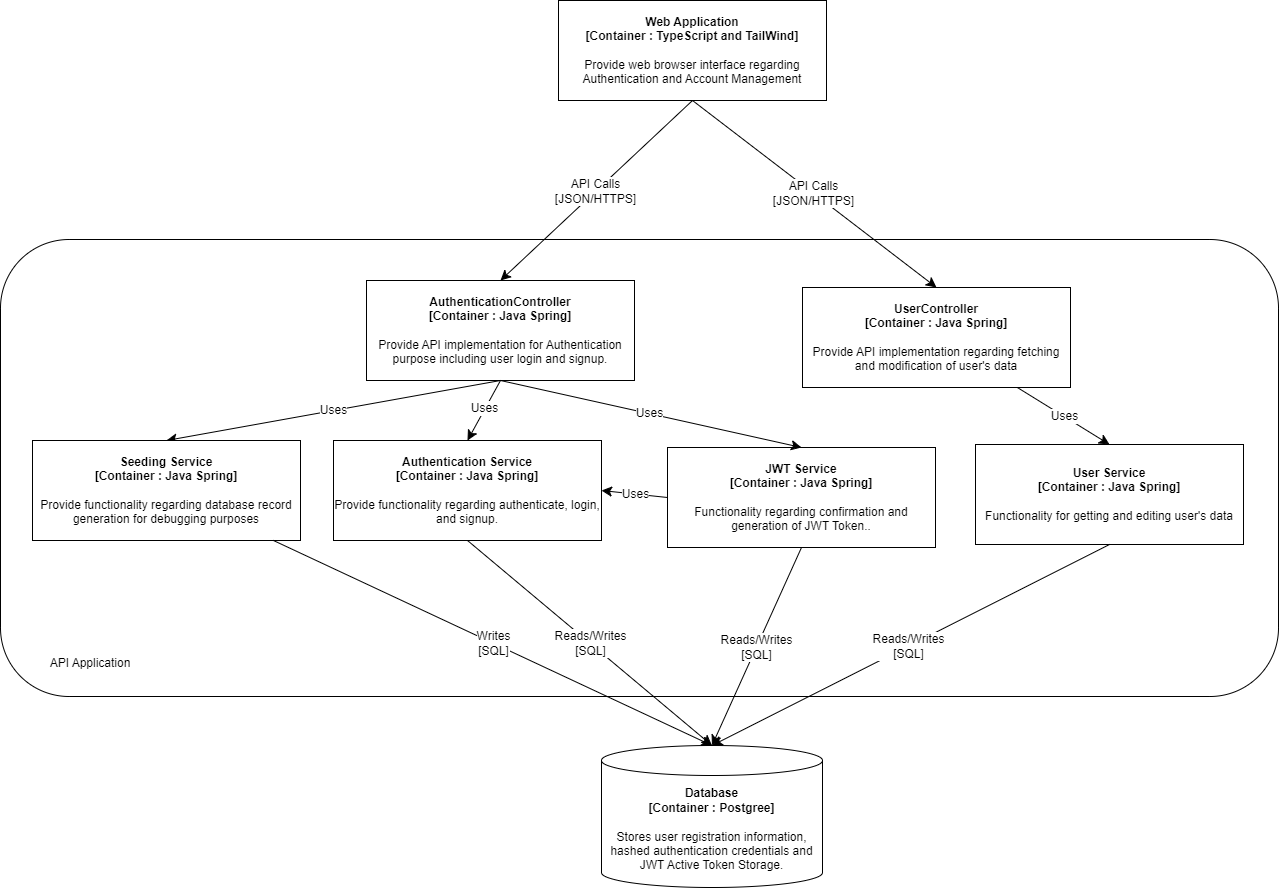 Web Application
[Container : TypeScript and TailWind]
Provide web browser interface regarding
Authentication and Account Management
API Calls
[JSON/HTTPS]
API Calls
[JSON/HTTPS]
AuthenticationController
[Container : Java Spring]
Provide API implementation for Authentication
purpose including user login and signup.
UserController
[Container : Java Spring]
Provide API implementation regarding fetching
and modification of user's data
Uses
Uses
Uses
Uses
Seeding Service
[Container : Java Spring]
Provide functionality regarding database record
generation for debugging purposes
Authentication Service
[Container : Java Spring]
Provide functionality regarding authenticate, login,
and signup.
Uses
JWT Service
[Container : Java Spring]
Functionality regarding confirmation and
generation of JWT Token..
User Service
[Container : Java Spring]
Functionality for getting and editing user's data
Writes
[SQL]
Reads/Writes
[SQL]
Reads/Writes
[SQL]
Reads/Writes
[SQL]
API Application
Database
[Container : Postgree]
Stores user registration information,
hashed authentication credentials and
JWT Active Token Storage.